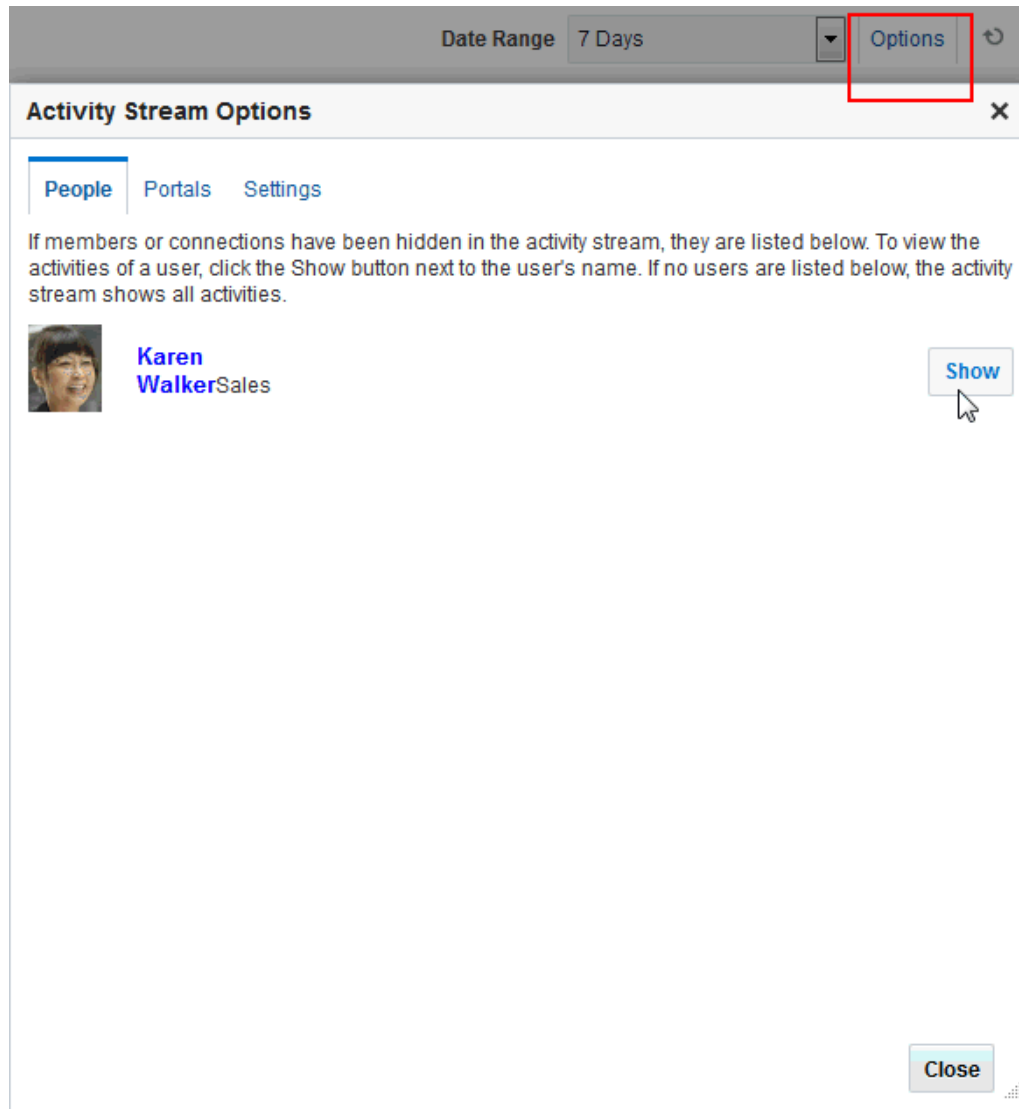 Date Range 7 Days Options
Activity Stream Options
People Portals Settings
If members or connections have been hidden in the activity stream, they are listed below. To view the
activities of a user, click the Show button next to the user's name. If no users are listed below, the activity
stream shows all activities.
Karen
WalkerSales
Show
Close